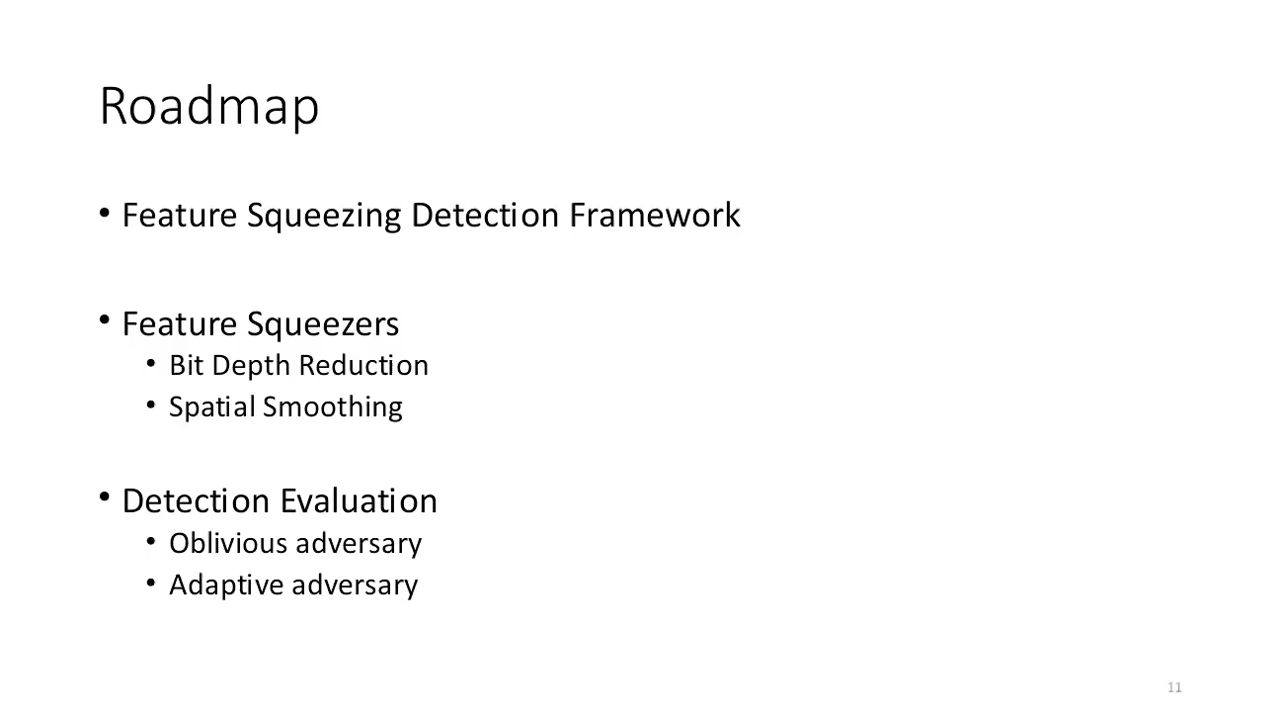 Roadmap
• Feature Squeezing Detection Framework
• Feature Squeezers
• Bit Depth Reduction
• Spatial Smoothing
• Detection Evaluation
• Oblivious adversary
• Adaptive adversary
11